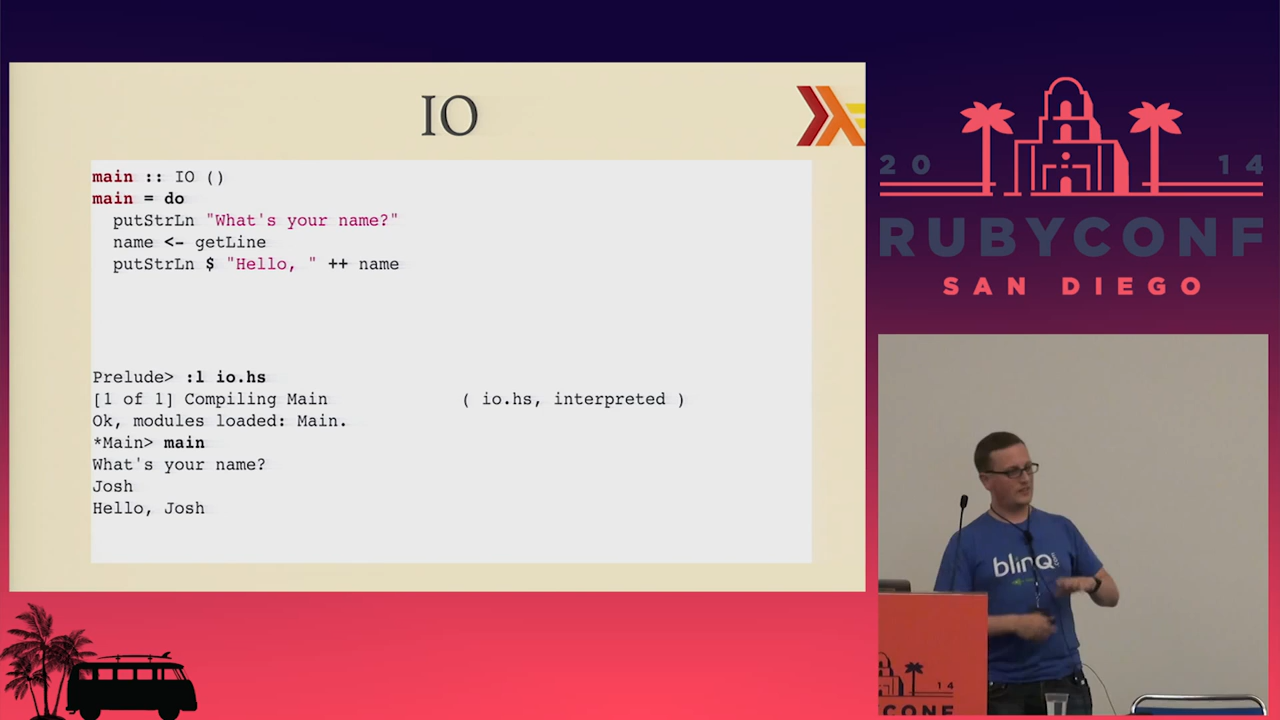 IO
main :: IO ()
main = do
putStrLn "What's your name?"
name <- getLine
putStrLn $ "Hello, " ++ name
Prelude> :l io.hs
[1 of 1] Compiling Main ( io.hs, interpreted )
Ok, modules loaded: Main.
*Main> main
What's your name?
Josh
Hello, Josh
20 14
RUBYCONF
SAN DIEGO
blinQ
14
CONF